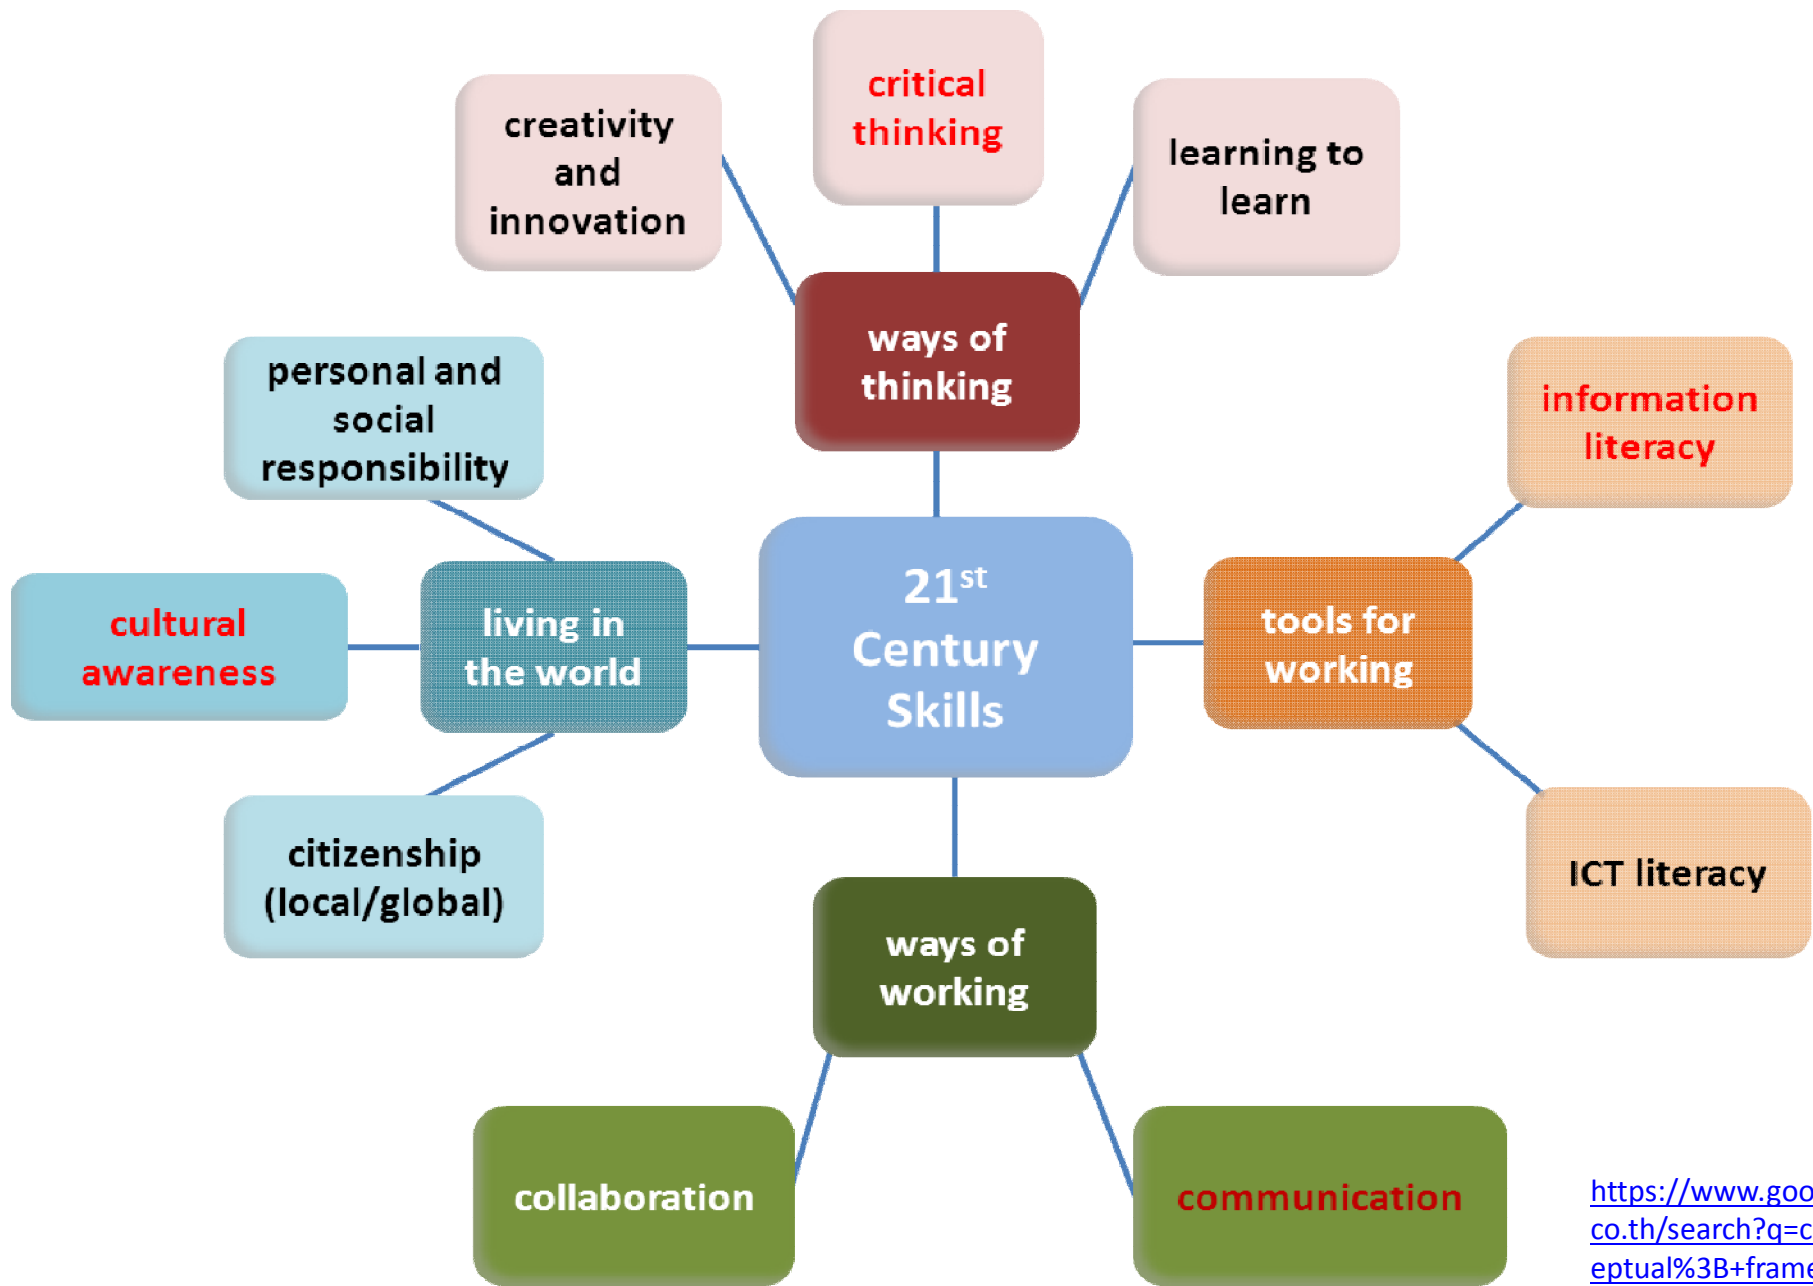 critical
thinking
creativity
and
innovation
learning to
learn
ways of
thinking
personal and
social
responsibility
information
literacy
21st
Century
Skills
living in
the world
cultural
awareness
tools for
working
citizenship
(local/global)
ICT literacy
ways of
working
collaboration
communication
https://www.goo
co.th/search?q=c
eptual%3B+frame